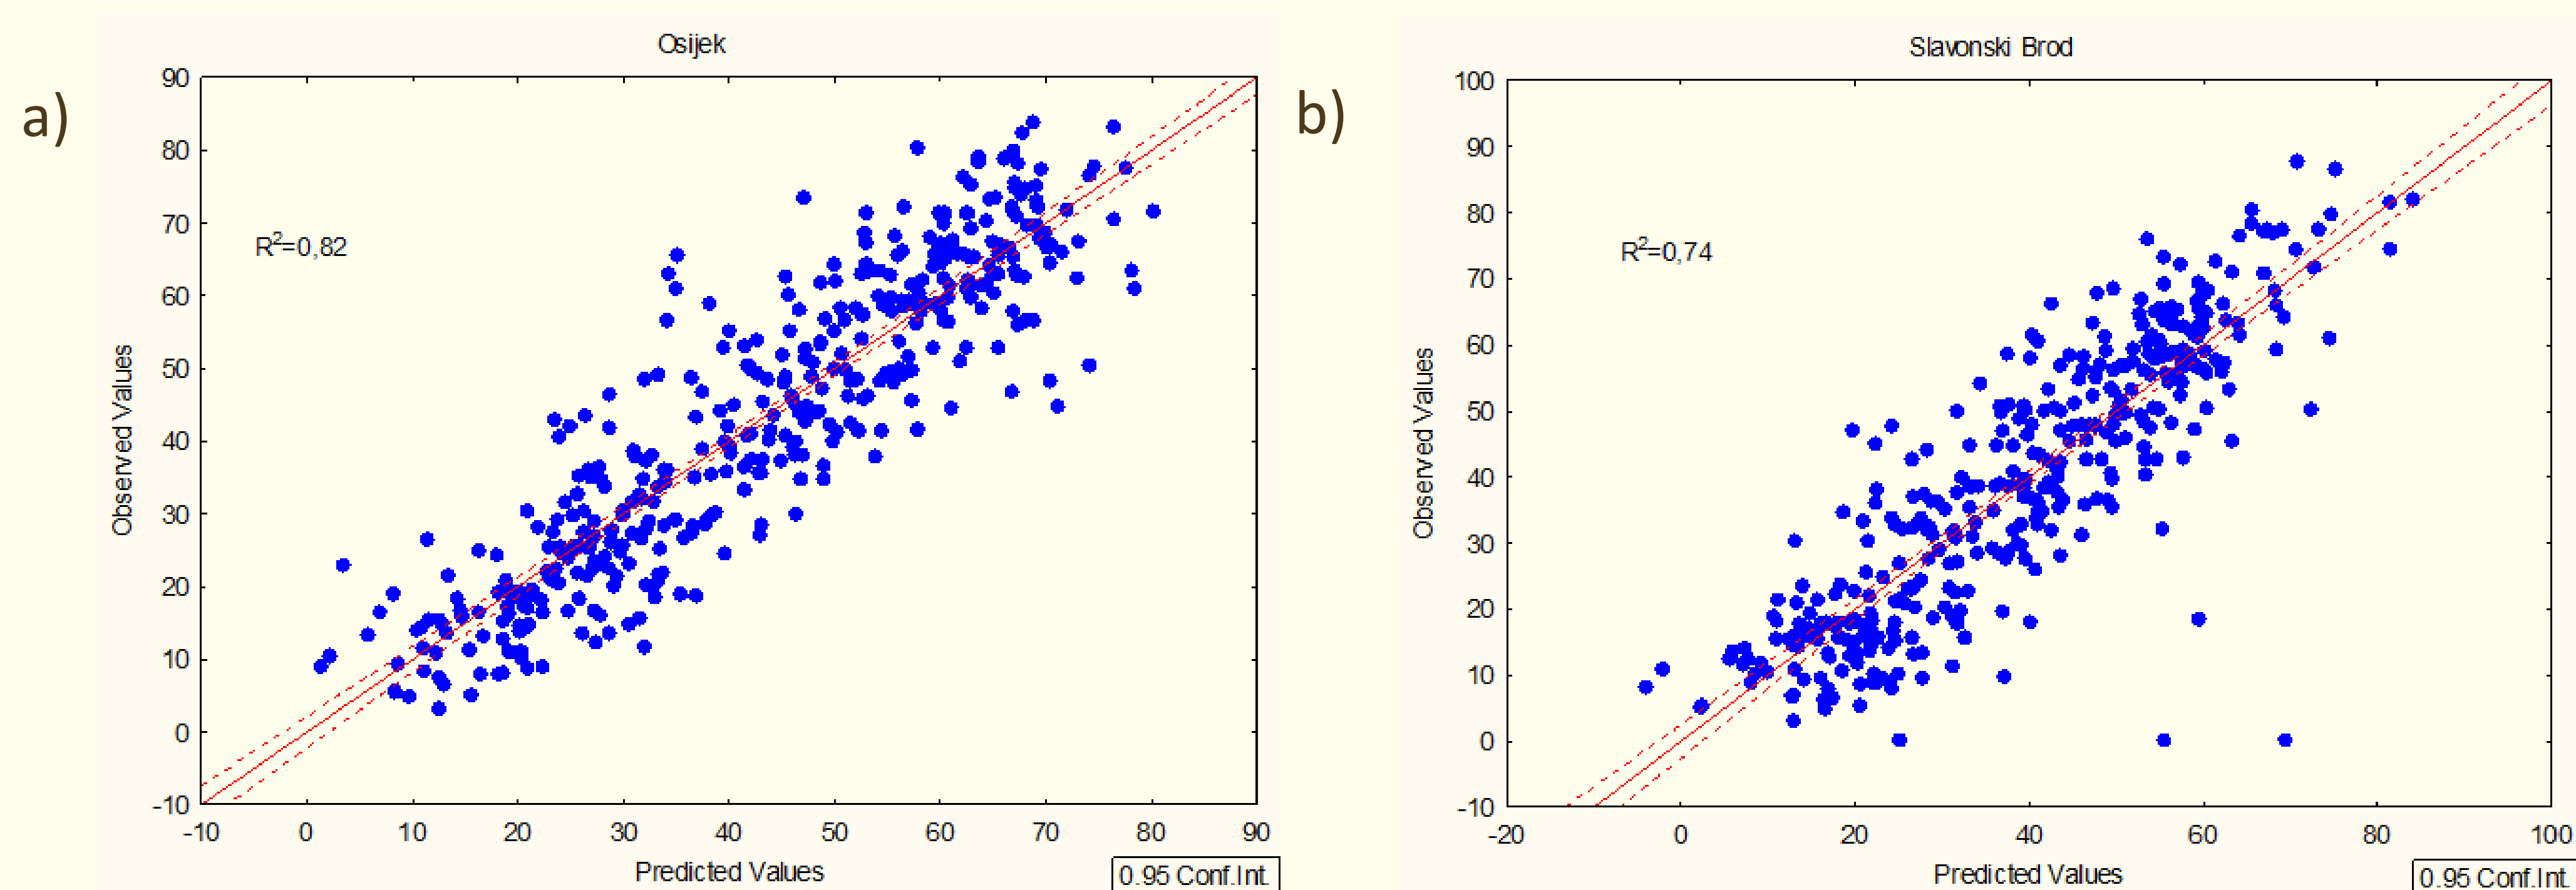 a)
Osijek
90
80
70
60
50
40
30
20
10
0
-10
R²=0,82
Observed Values
-10 0 10 20 30 40 50 60 70 80 90
Predicted Values
0.95 Conf.Int.
b)
Slavonski Brod
100
90
80
70
60
50
40
30
20
10
0
-10
R²=0,74
Observed Values
-20 0 20 40 60 80 100
Predicted Values
0.95 Conf.Int.